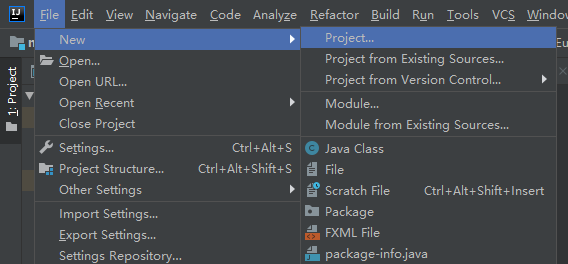 IJ File Edit View Navigate Code Analyze Refactor Build Run Tools VCS Window
New
Open...
Open URL...
Open Recent
Close Project
Settings... Ctrl+Alt+S
Project Structure... Ctrl+Alt+Shift+S
Other Settings
Import Settings...
Export Settings...
Settings Repository...
Project...
Project from Existing Sources...
Project from Version Control...
Module...
Module from Existing Sources...
Java Class
File
Scratch File Ctrl+Alt+Shift+Insert
Package
FXML File
package-info.java
1: Project